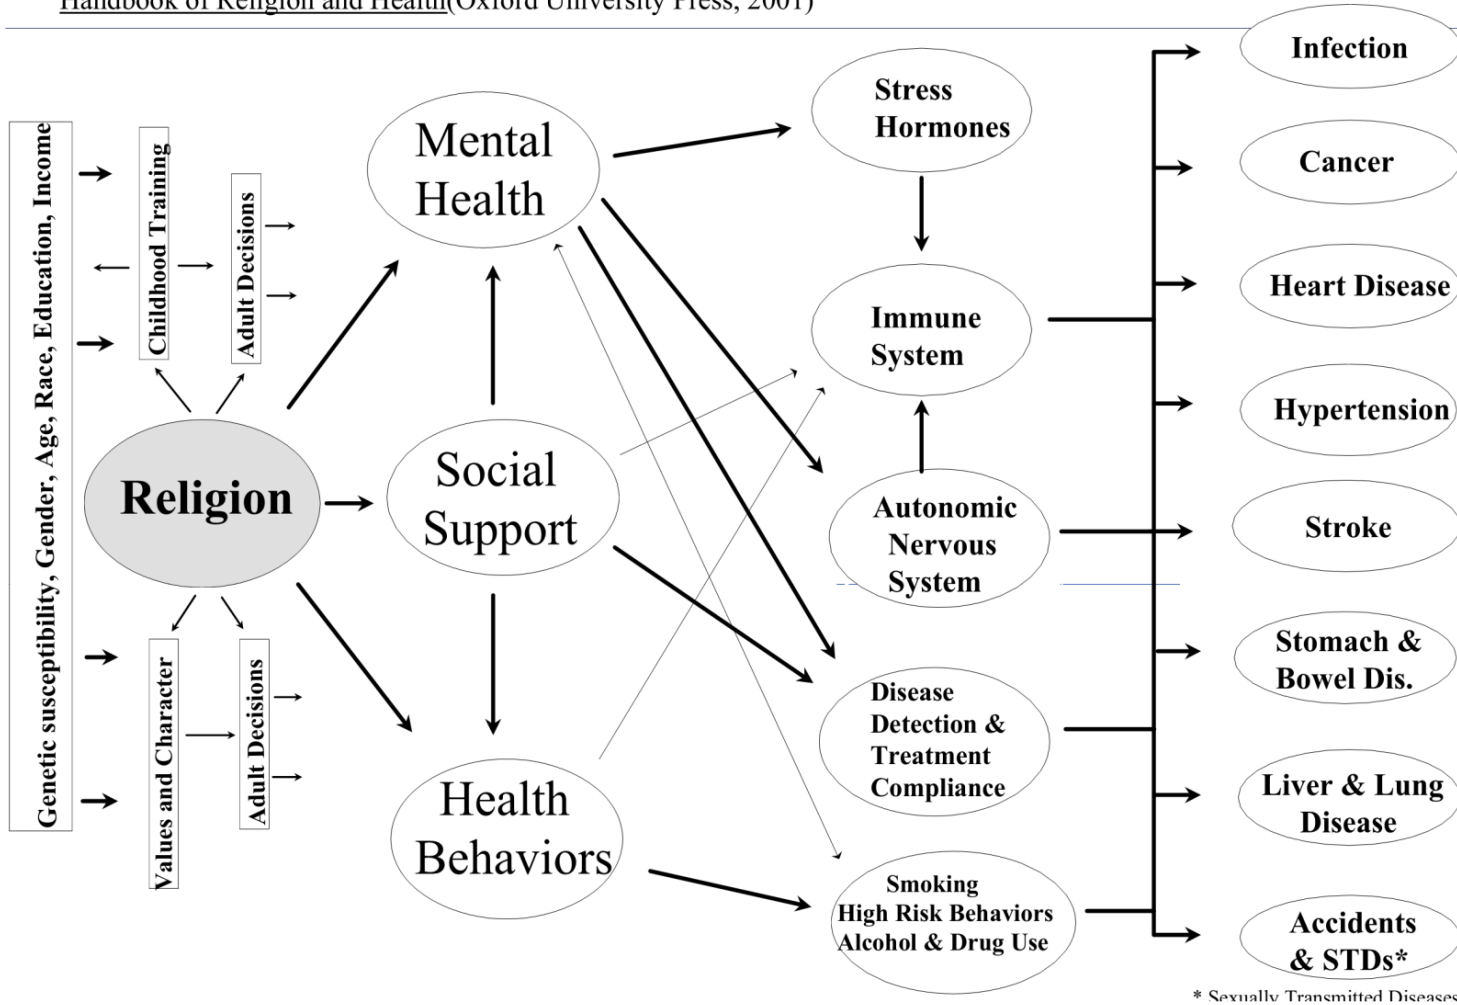 Handbook of Religion and Health(Oxford University Press, 2001)
Genetic susceptibility, Gender, Age, Race, Education, Income
Childhood Training
Adult Decisions
Religion
Values and Character
Adult Decisions
Mental
Health
Social
Support
Health
Behaviors
Stress
Hormones
Immune
System
Autonomic
Nervous
System
Disease
Detection &
Treatment
Compliance
Smoking
High Risk Behaviors
Alcohol & Drug Use
Infection
Cancer
Heart Disease
Hypertension
Stroke
Stomach &
Bowel Dis.
Liver & Lung
Disease
Accidents
& STDs*
* Sexually Transmitted Diseases